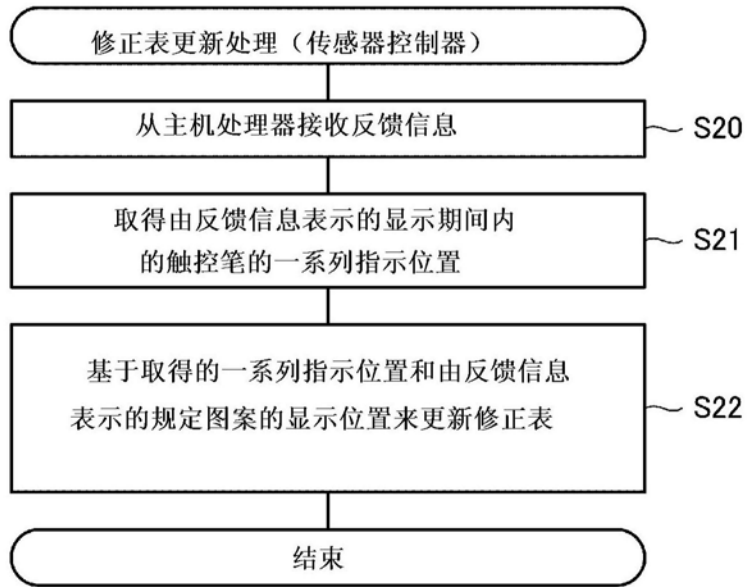 修正表更新处理（传感器控制器）
从主机处理器接收反馈信息
S20
取得由反馈信息表示的显示期间内
的触控笔的一系列指示位置
S21
基于取得的一系列指示位置和由反馈信息
表示的规定图案的显示位置来更新修正表
S22
结束